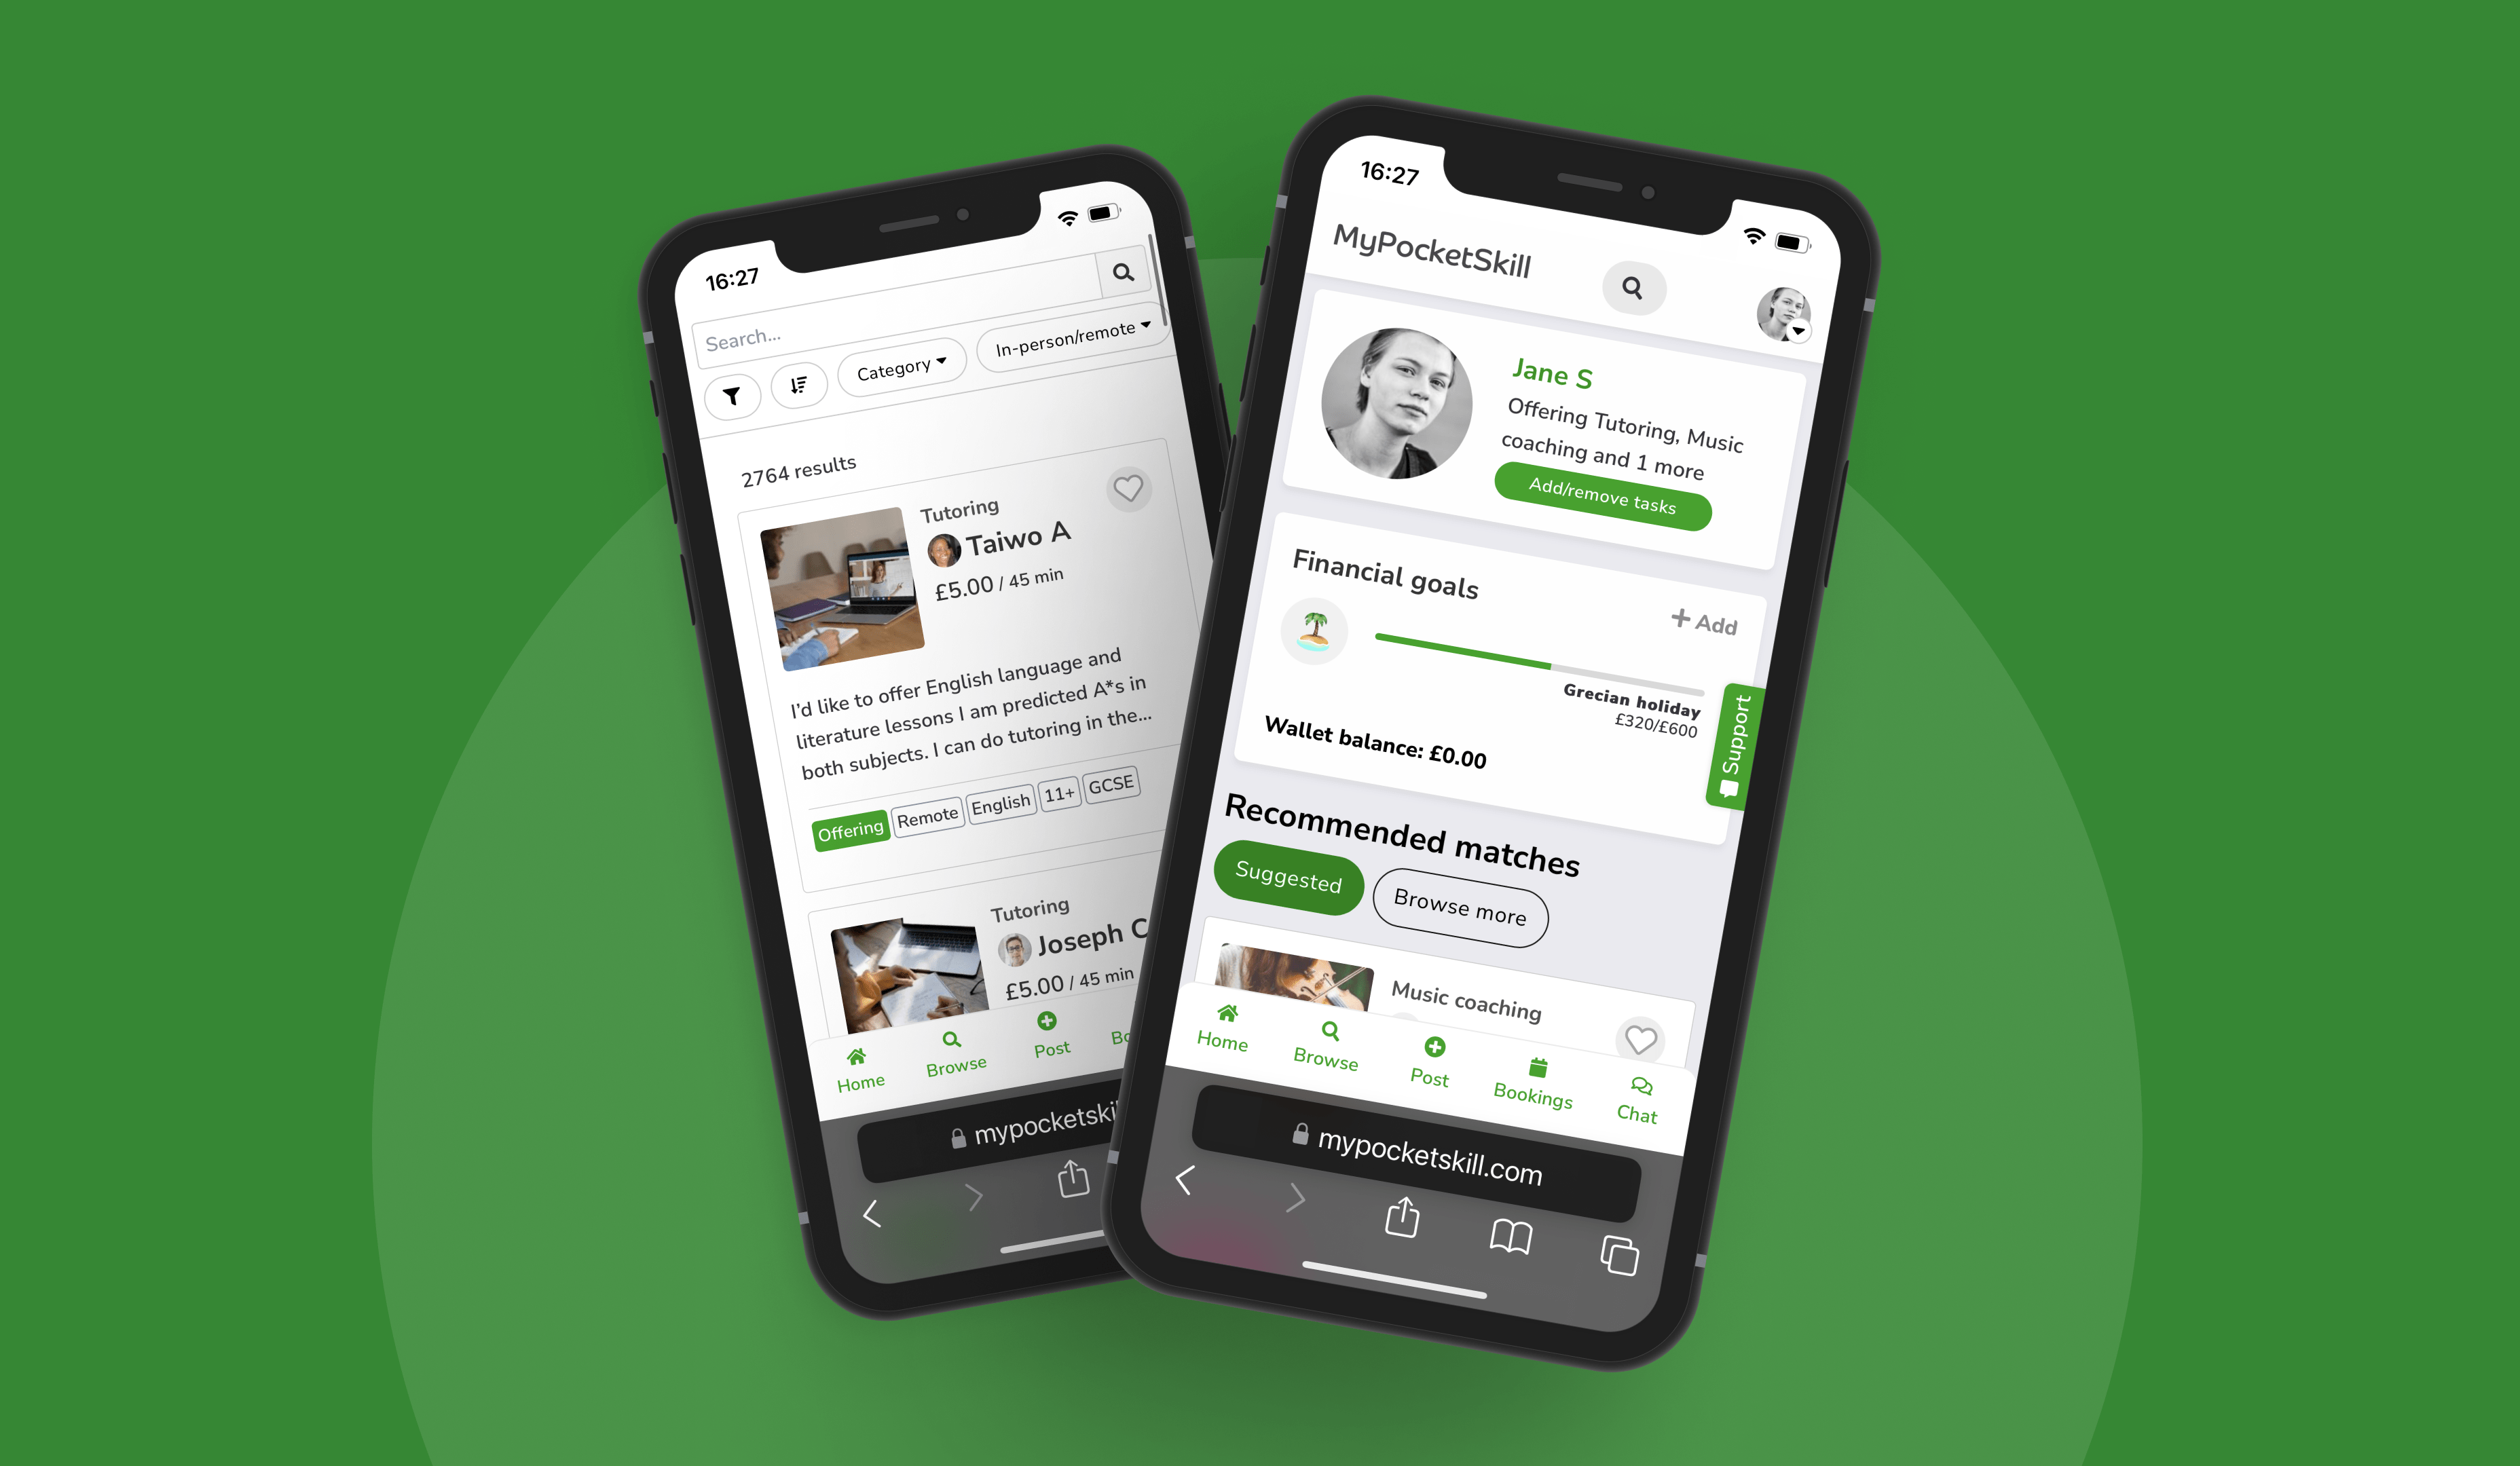 16:27
Search...
Category
In-person/remote
2764 results
Tutoring
Taiwo A
£5.00 / 45 min
I'd like to offer English language and
literature lessons I am predicted A*s in
both subjects. I can do tutoring in the...
Offering Remote English 11+ GCSE
Tutoring
Joseph C
£5.00 / 45 min
Home Browse Post Bo
mypocketski
16:27
MyPocketSkill
Jane S
Offering Tutoring, Music
coaching and 1 more
Add/remove tasks
Financial goals
Add
Grecian holiday
£320/£600
Wallet balance: £0.00
Support
Recommended matches
Suggested Browse more
Music coaching
Home Browse Post Bookings Chat
mypocketskill.com